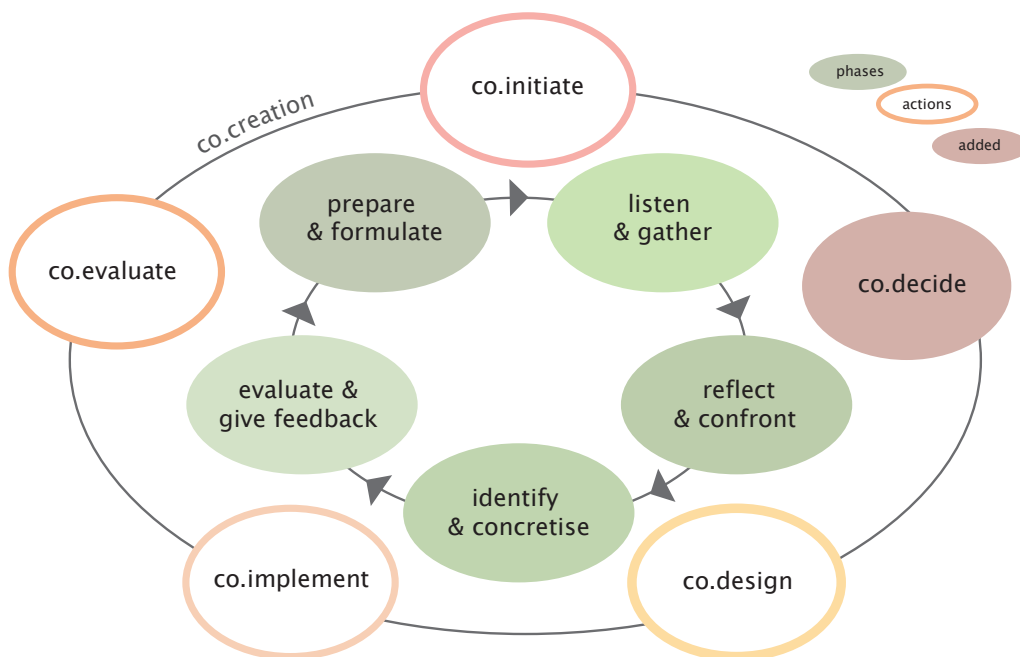 co.initiate
phases
actions
added
co.creation
prepare
& formulate
listen
& gather
co.evaluate
co.decide
evaluate &
give feedback
reflect
& confront
identify
& concretise
co.implement
co.design